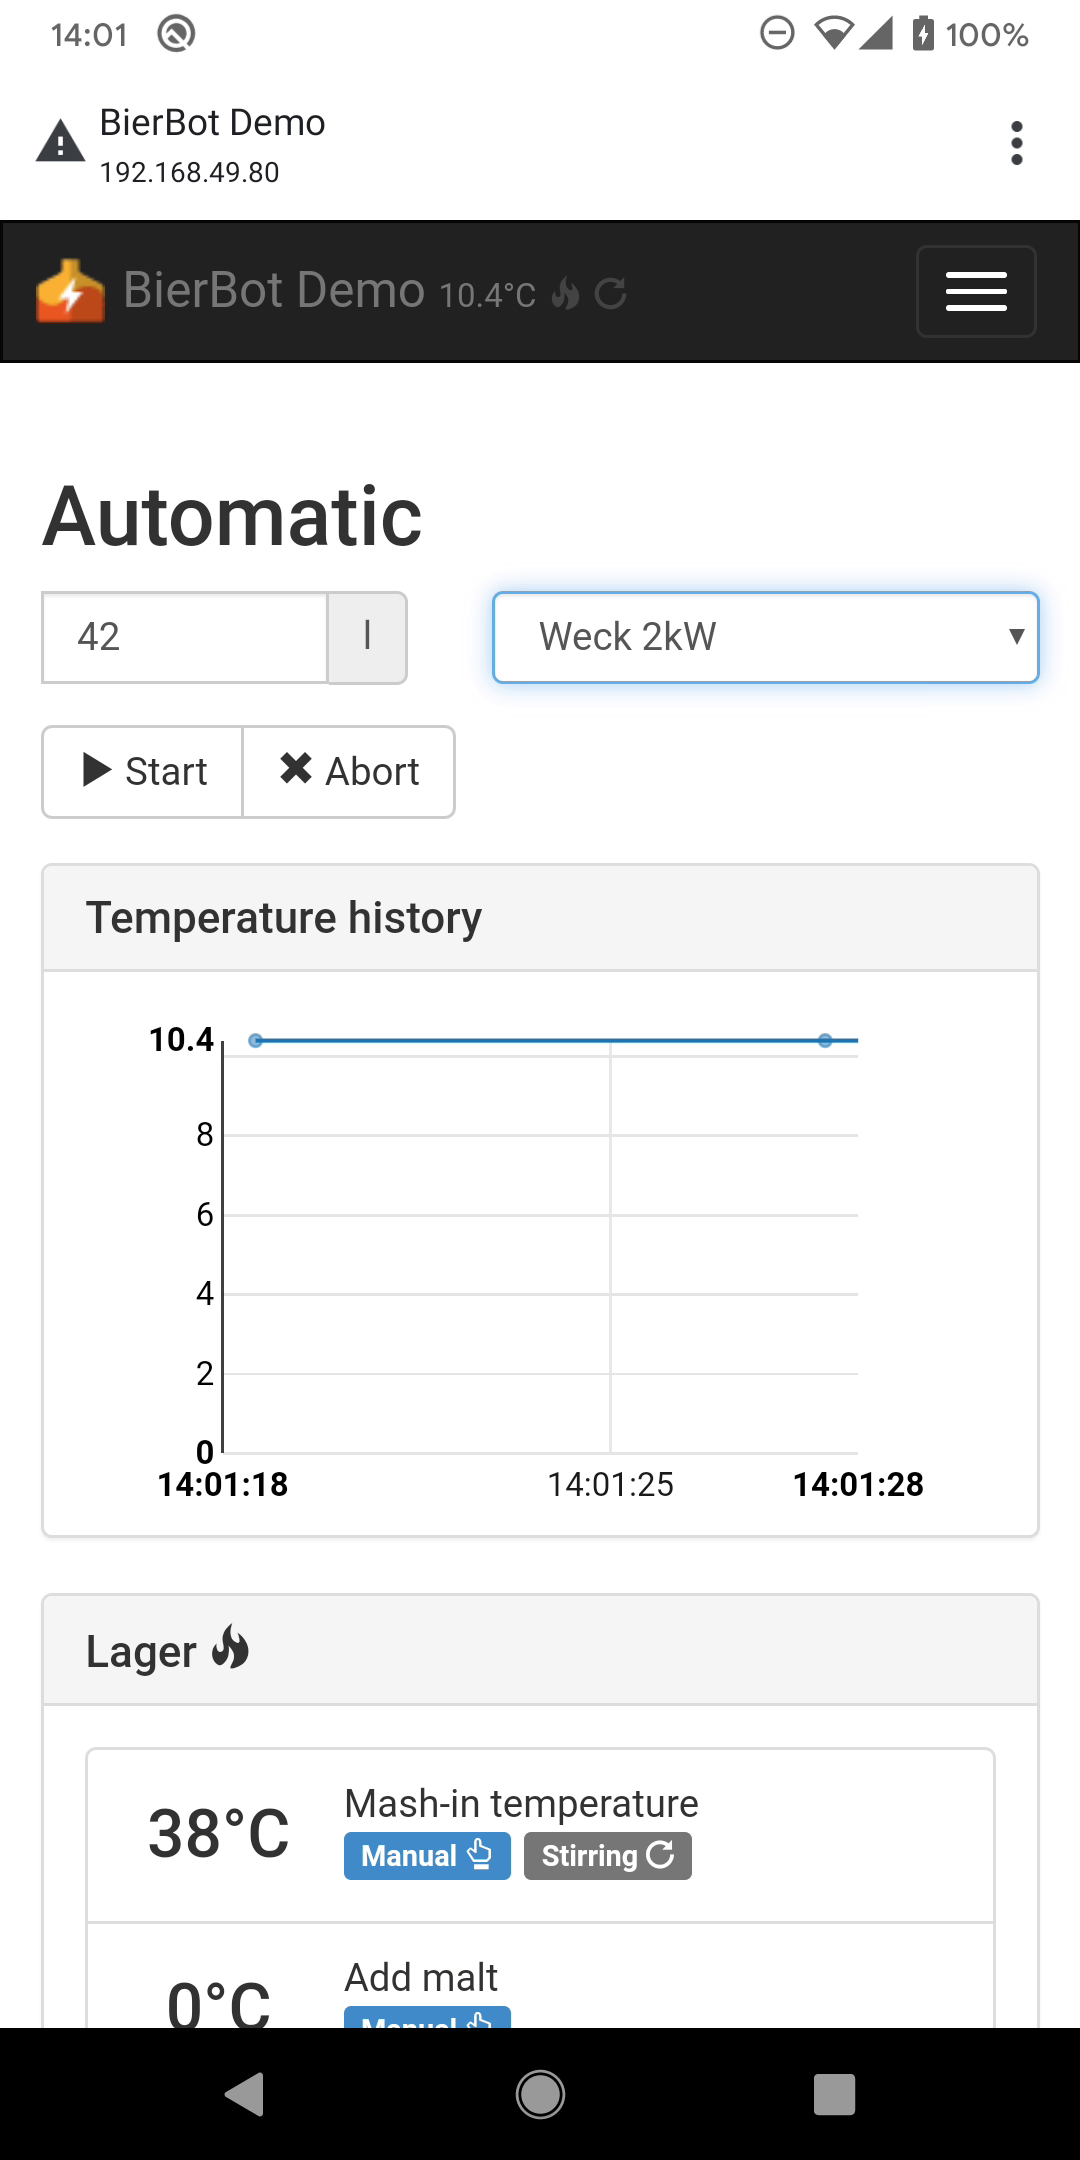 14:01 100%
BierBot Demo
192.168.49.80
BierBot Demo 10.4°C
Automatic
42 l Weck 2kW
Start Abort
Temperature history
10.4
8
6
4
2
0
14:01:18 14:01:25 14:01:28
Lager
38°C Mash-in temperature
Manual Stirring
0°C Add malt
Manual